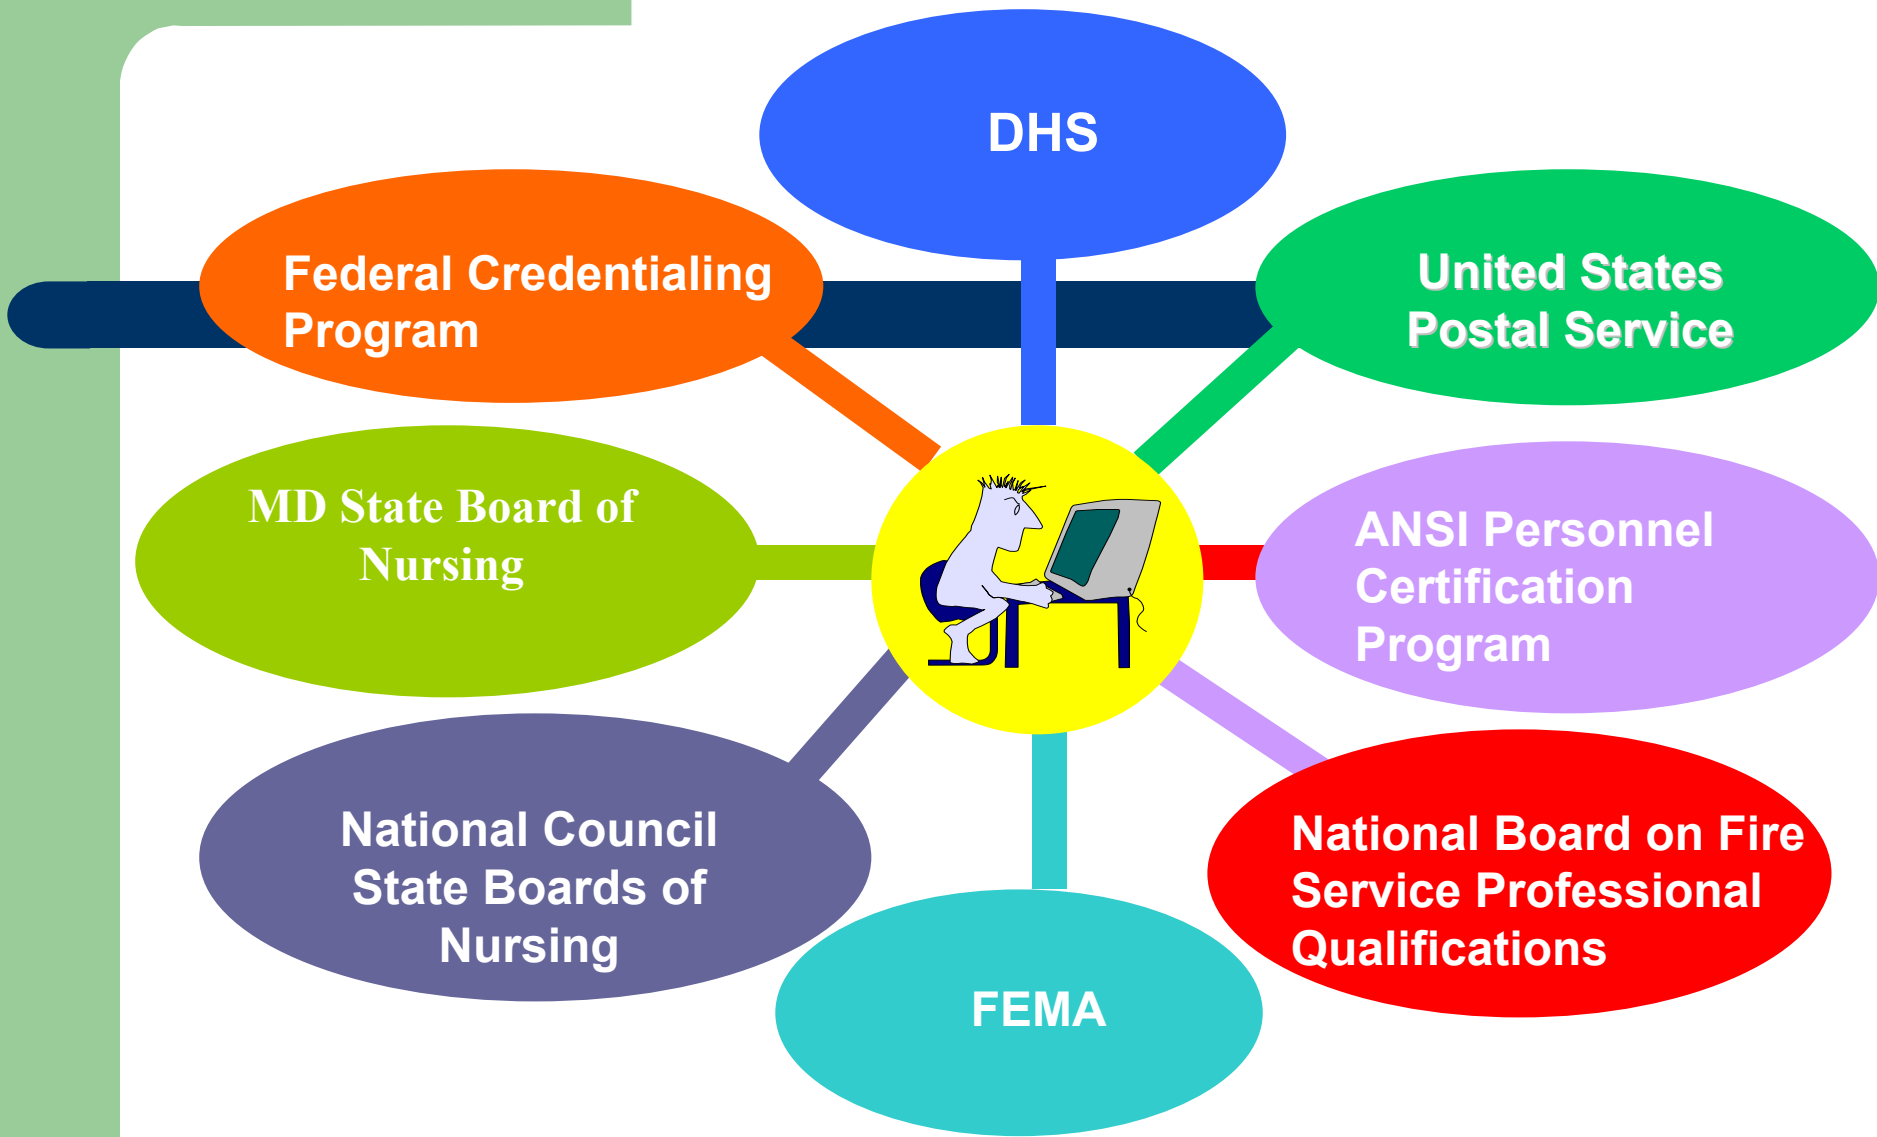 DHS
Federal Credentialing
Program
United States
Postal Service
MD State Board of
Nursing
ANSI Personnel
Certification
Program
National Council
State Boards of
Nursing
National Board on Fire
Service Professional
Qualifications
FEMA